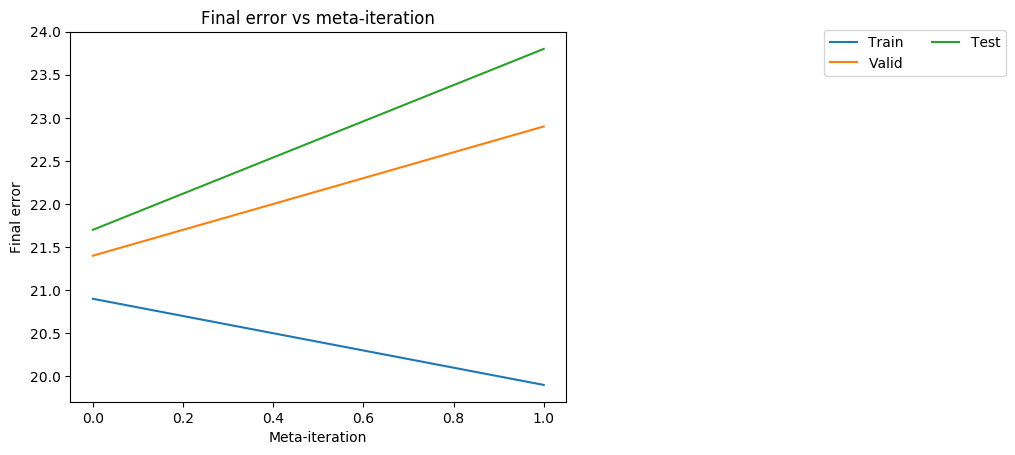 Final error vs meta-iteration
Train
Valid
Test
Final error
24.0
23.5
23.0
22.5
22.0
21.5
21.0
20.5
20.0
0.0 0.2 0.4 0.6 0.8 1.0
Meta-iteration